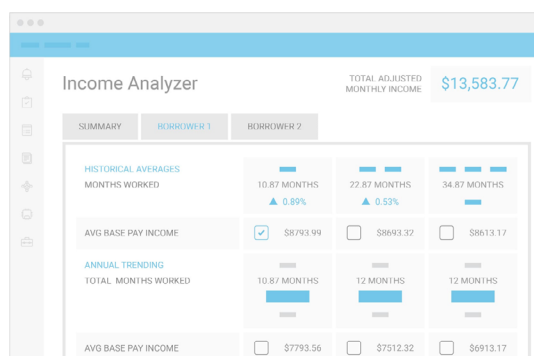 Income Analyzer
TOTAL ADJUSTED
MONTHLY INCOME
$13,583.77
SUMMARY BORROWER 1 BORROWER 2
HISTORICAL AVERAGES
MONTHS WORKED 10.87 MONTHS 22.87 MONTHS 34.87 MONTHS
▲ 0.89% ▲ 0.53%
AVG BASE PAY INCOME $8793.99 $8693.32 $8613.17
ANNUAL TRENDING
TOTAL MONTHS WORKED 10.87 MONTHS 12 MONTHS 12 MONTHS
AVG BASE PAY INCOME $7793.56 $7512.32 $6913.17